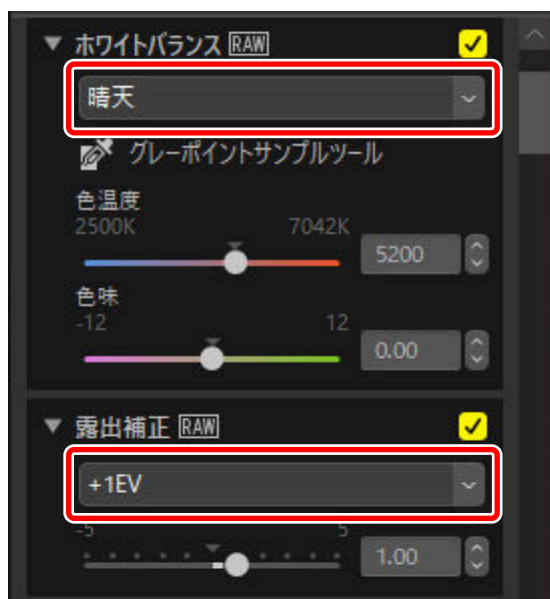 ホワイトバランス RAW
晴天
グレーポイントサンプルツール
色温度
2500K 7042K
5200
色味
-12 12
0.00
露出補正 RAW
+1EV
-5 5
1.00